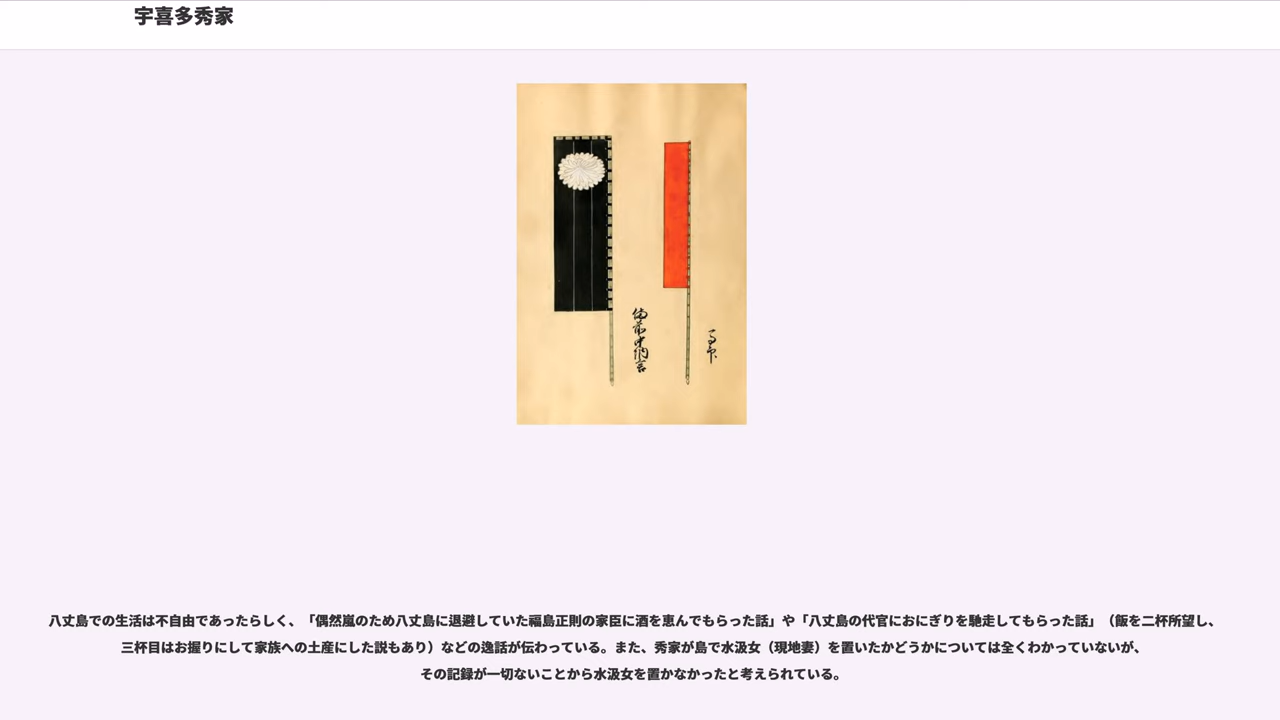 宇喜多秀家
馬印
備前中納言
八丈島での生活は不自由であったらしく、「偶然嵐のため八丈島に退避していた福島正則の家臣に酒を恵んでもらった話」や「八丈島の代官におにぎりを馳走してもらった話」（飯を二杯所望し、
三杯目はお握りにして家族への土産にした説もあり）などの逸話が伝わっている。また、秀家が島で水汲女（現地妻）を置いたかどうかについては全くわかっていないが、
その記録が一切ないことから水汲女を置かなかったと考えられている。